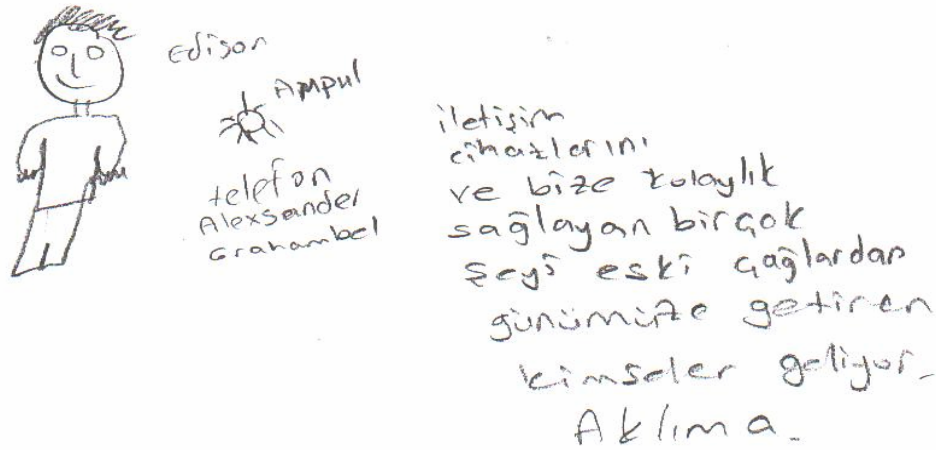 Edison
Ampul
telefon
Alexsander
Grahambel
iletişim
cihazlarını
ve bize kolaylık
sağlayan birçok
şeyi eski çağlardan
günümüze getiren
kimseler geliyor.
Aklıma.